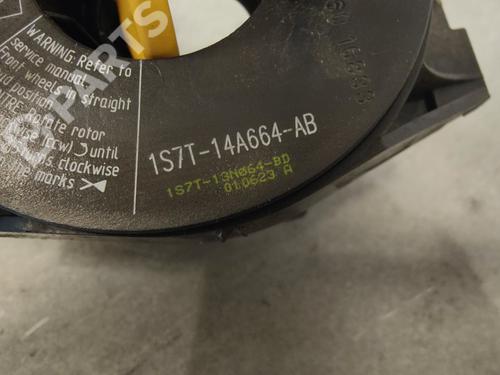 WARNING: Refer to
service manual.
Front wheels in straight
position
rotate rotor
(ccw) until
clockwise
marks
1S7T-14A664-AB
1S7T-13N064-BD
010623 A
PARTS